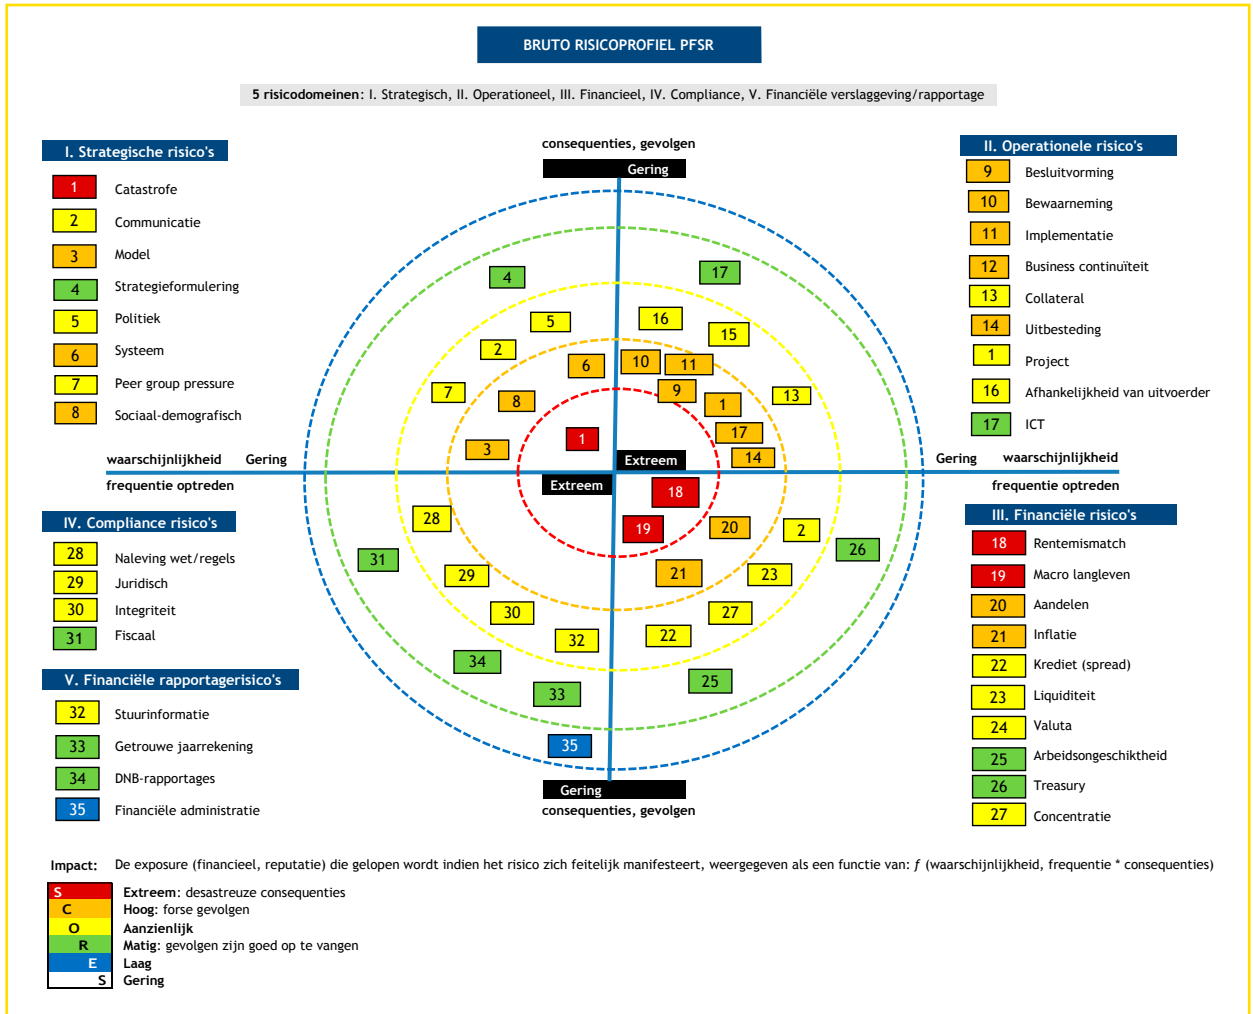 BRUTO RISICOPROFIEL PFSR
5 risicodomeinen: I. Strategisch, II. Operationeel, III. Financieel, IV. Compliance, V. Financiële verslaggeving/rapportage
I. Strategische risico's
1 Catastrofe
2 Communicatie
3 Model
4 Strategieformulering
5 Politiek
6 Systeem
7 Peer group pressure
8 Sociaal-demografisch
consequenties, gevolgen
Gering
II. Operationele risico's
9 Besluitvorming
10 Bewaarneming
11 Implementatie
12 Business continuïteit
13 Collateral
14 Uitbesteding
1 Project
16 Afhankelijkheid van uitvoerder
17 ICT
4
17
5
16
15
2
6
10
11
7
8
9
1
13
3
1
17
14
waarschijnlijkheid Gering
Extreem
Gering waarschijnlijkheid
frequentie optreden
Extreem
frequentie optreden
18
28
19
20
2
31
26
29
21
23
30
27
32
22
34
33
25
35
Gering
consequenties, gevolgen
IV. Compliance risico's
28 Naleving wet/regels
29 Juridisch
30 Integriteit
31 Fiscaal
V. Financiële rapportagerisico's
32 Stuurinformatie
33 Getrouwe jaarrekening
34 DNB-rapportages
35 Financiële administratie
III. Financiële risico's
18 Rentemismatch
19 Macro langleven
20 Aandelen
21 Inflatie
22 Krediet (spread)
23 Liquiditeit
24 Valuta
25 Arbeidsongeschiktheid
26 Treasury
27 Concentratie
Impact: De exposure (financieel, reputatie) die gelopen wordt indien het risico zich feitelijk manifesteert, weergegeven als een functie van: ƒ (waarschijnlijkheid, frequentie * consequenties)
S Extreem: desastreuze consequenties
C Hoog: forse gevolgen
O Aanzienlijk
R Matig: gevolgen zijn goed op te vangen
E Laag
S Gering